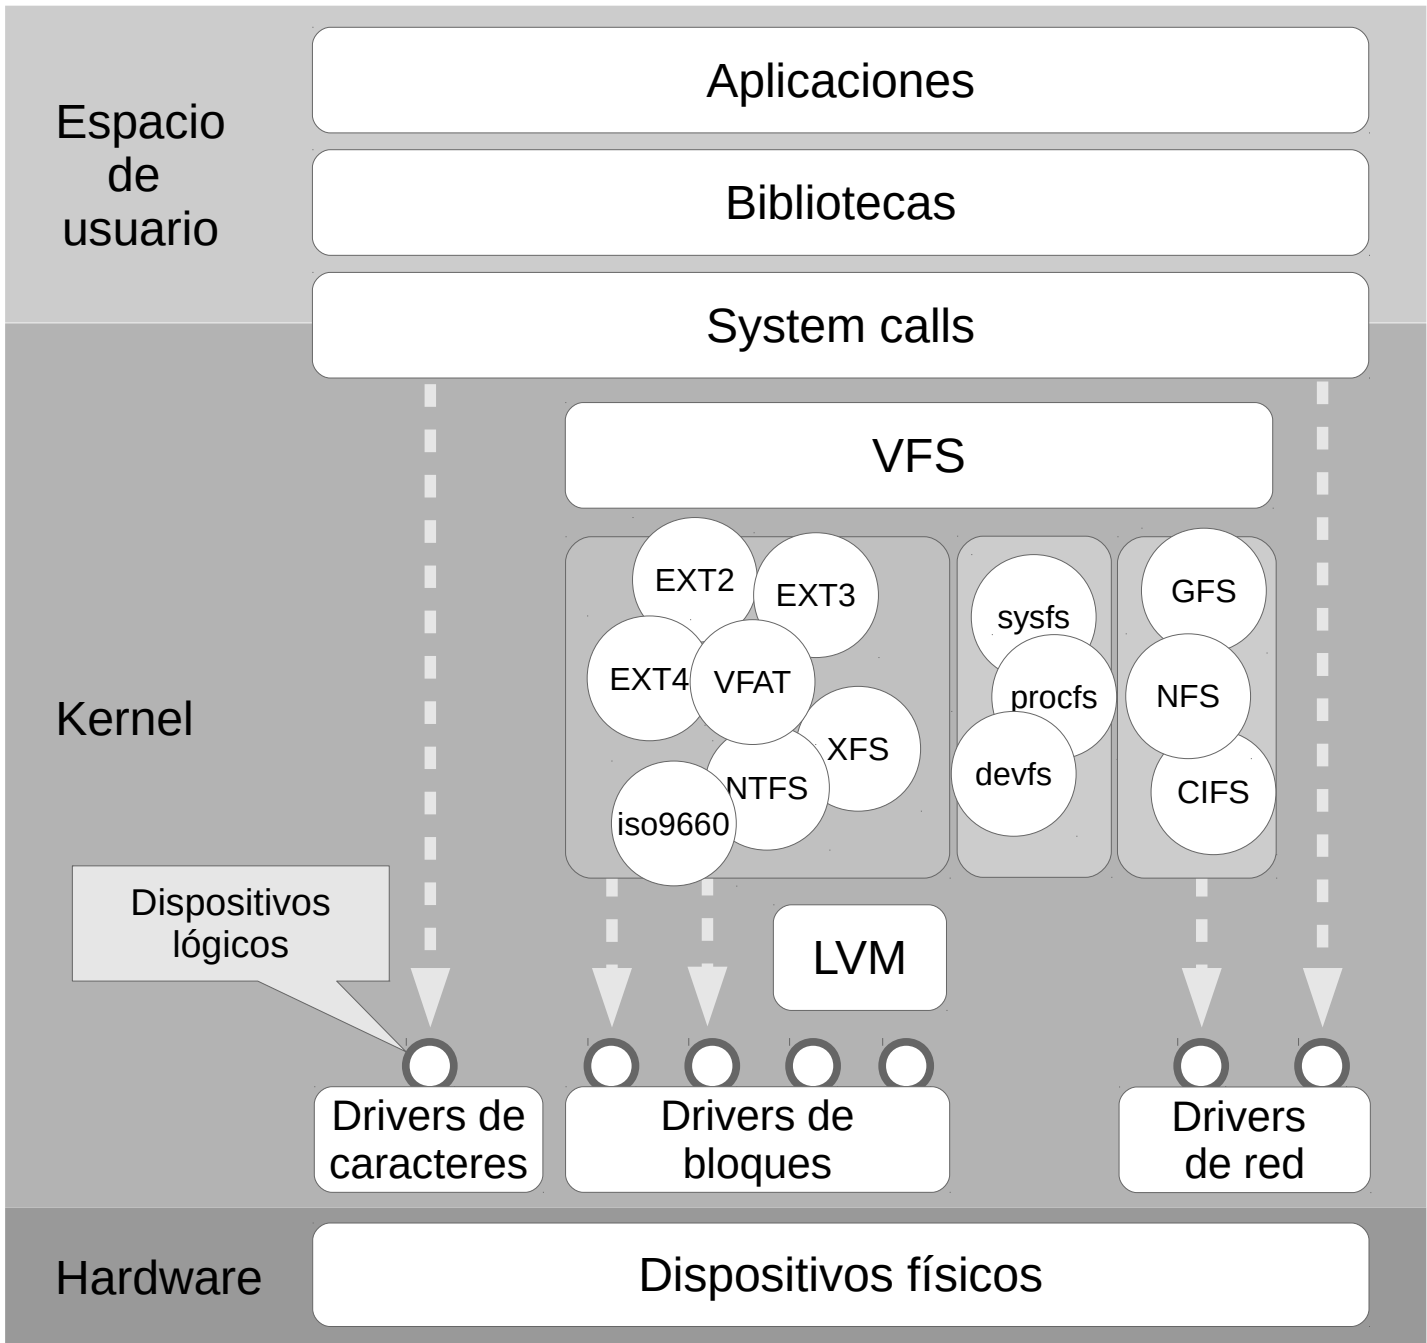 Aplicaciones
Espacio
de
usuario
Bibliotecas
System calls
VFS
EXT2
EXT3
EXT4
VFAT
XFS
NTFS
iso9660
sysfs
procfs
devfs
GFS
NFS
CIFS
Kernel
Dispositivos
lógicos
LVM
Drivers de
caracteres
Drivers de
bloques
Drivers
de red
Hardware
Dispositivos físicos